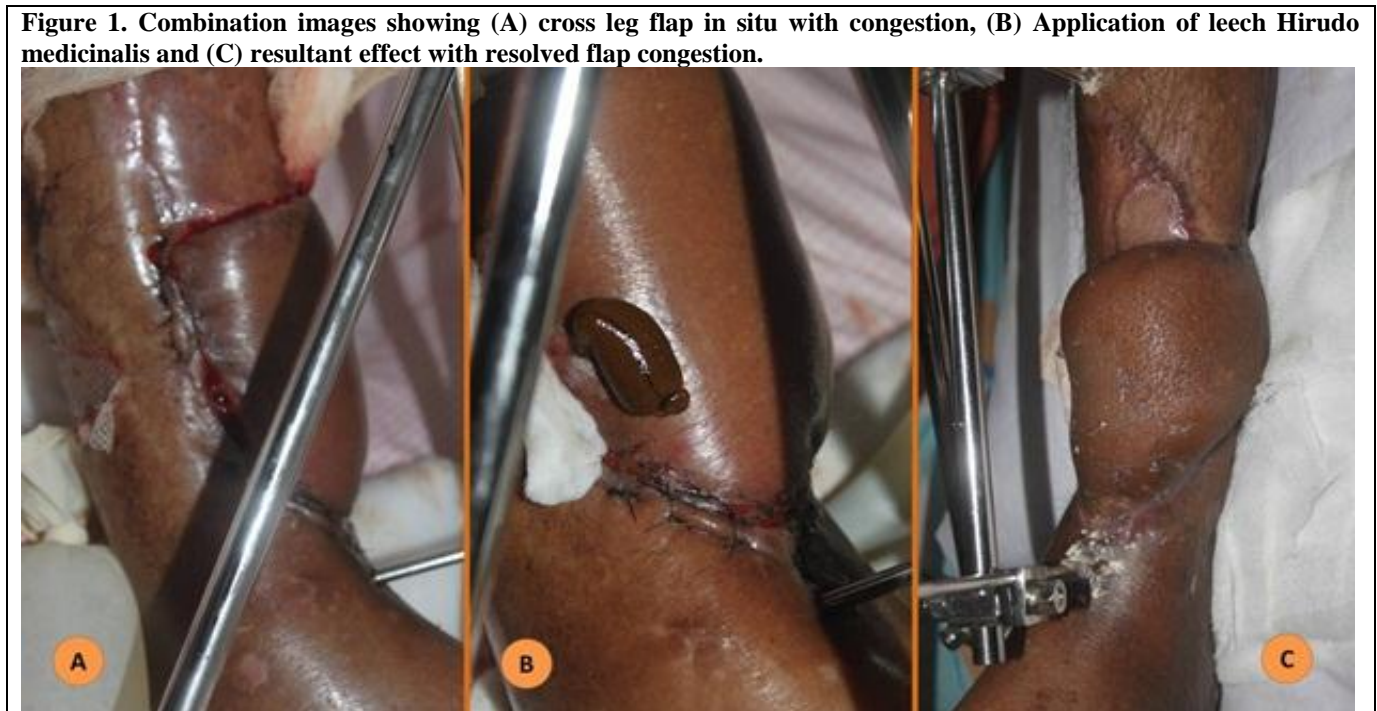 Figure 1. Combination images showing (A) cross leg flap in situ with congestion, (B) Application of leech Hirudo
medicinalis and (C) resultant effect with resolved flap congestion.
A
B
C